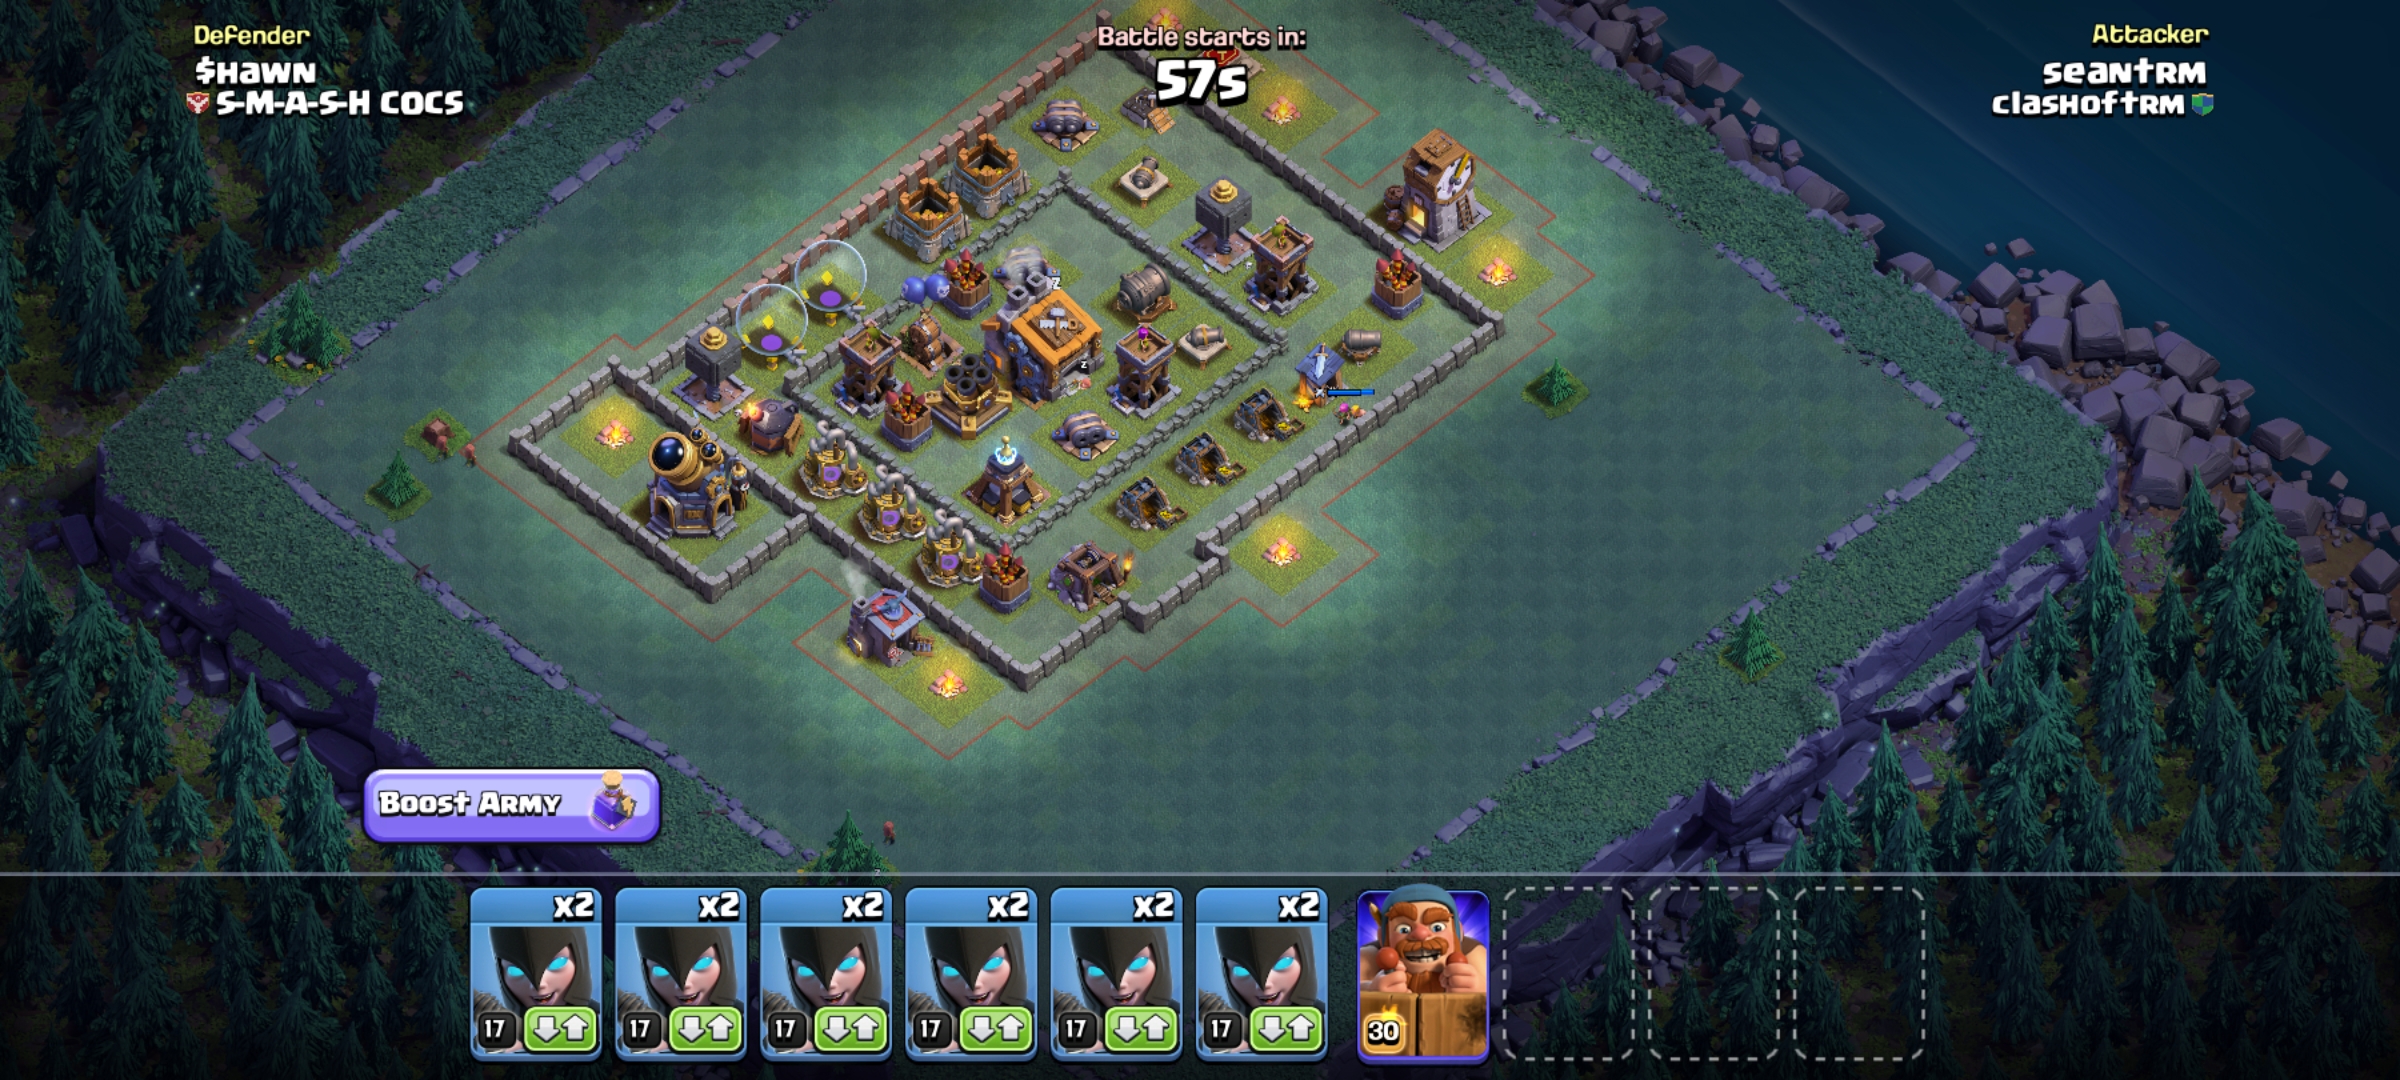 Defender
$HAWN
S-M-A-S-H COCS
Battle starts in:
57s
Attacker
seantRM
clashoftRM
z
z
Boost Army
x2
x2
x2
x2
x2
x2
17
17
17
17
17
17
30